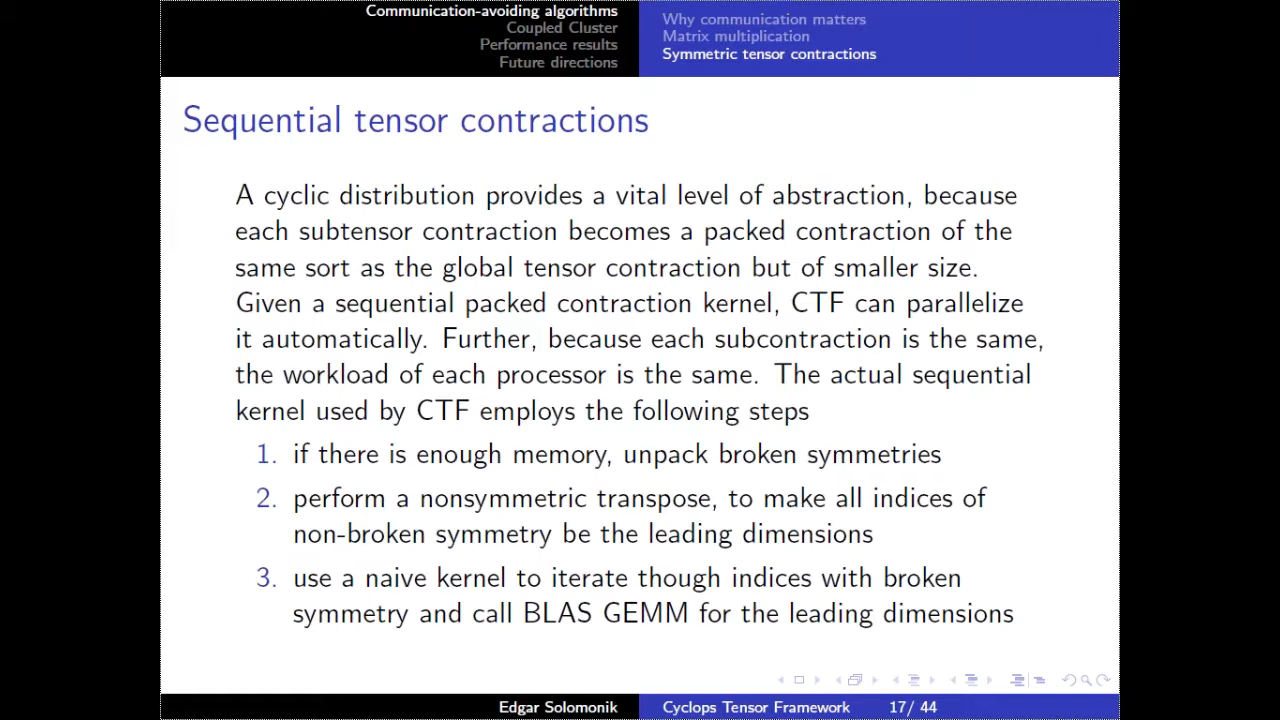 Communication-avoiding algorithms
Coupled Cluster
Performance results
Future directions
Why communication matters
Matrix multiplication
Symmetric tensor contractions
Sequential tensor contractions
A cyclic distribution provides a vital level of abstraction, because
each subtensor contraction becomes a packed contraction of the
same sort as the global tensor contraction but of smaller size.
Given a sequential packed contraction kernel, CTF can parallelize
it automatically. Further, because each subcontraction is the same,
the workload of each processor is the same. The actual sequential
kernel used by CTF employs the following steps
1. if there is enough memory, unpack broken symmetries
2. perform a nonsymmetric transpose, to make all indices of
non-broken symmetry be the leading dimensions
3. use a naive kernel to iterate though indices with broken
symmetry and call BLAS GEMM for the leading dimensions
Edgar Solomonik
Cyclops Tensor Framework
17/ 44